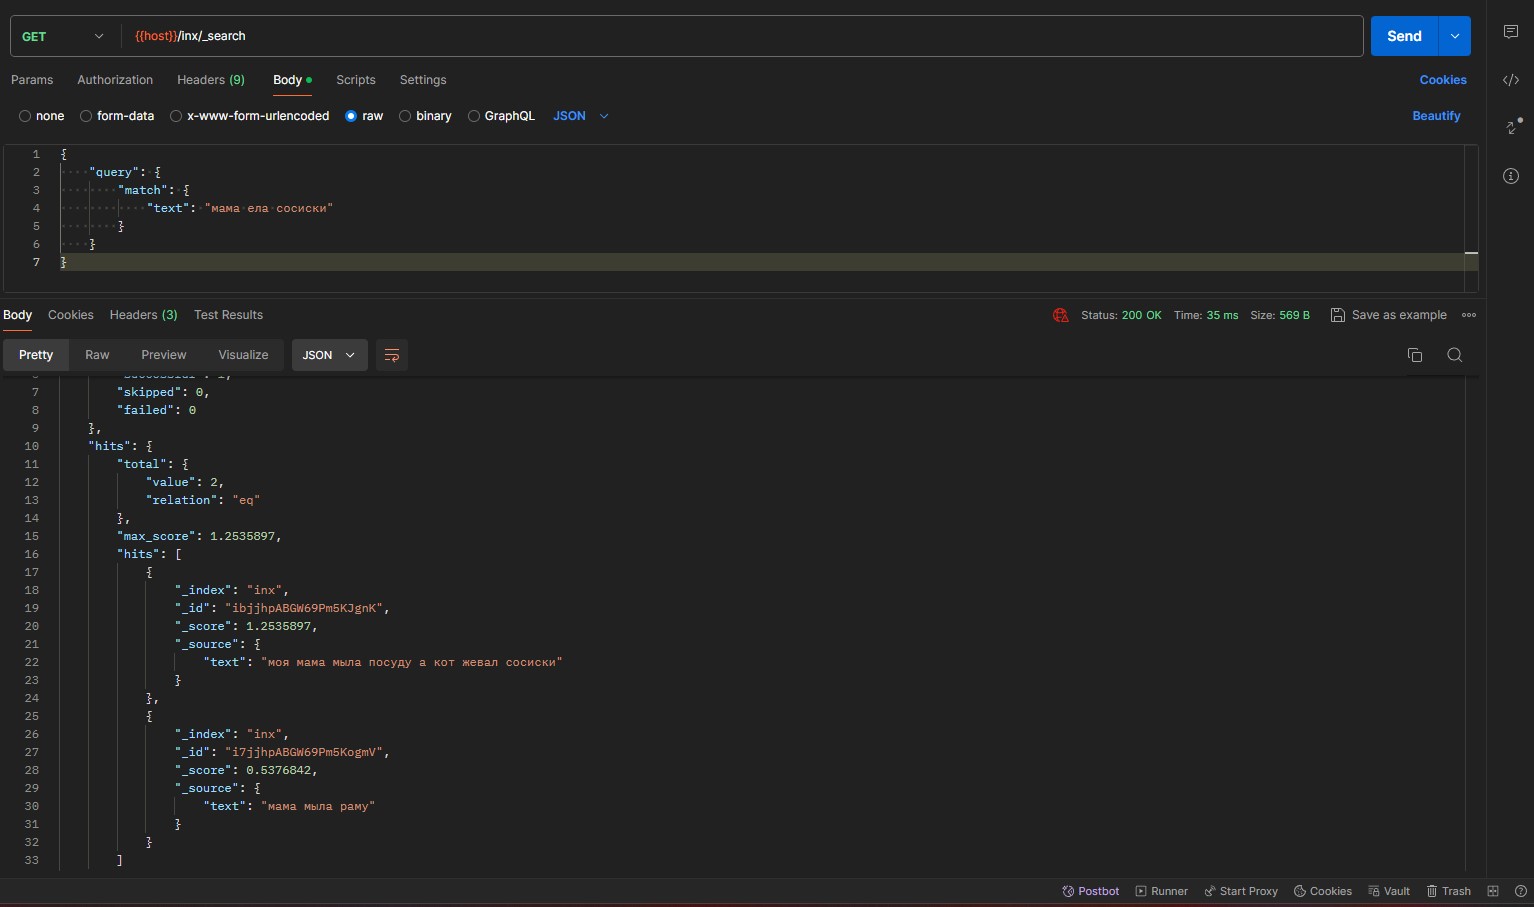 GET {{host}}/inx/_search Send
Params Authorization Headers (9) Body Scripts Settings Cookies
none form-data x-www-form-urlencoded raw binary GraphQL JSON Beautify
1 {
2 "query": {
3 "match": {
4 "text": "мама ела сосиски"
5 }
6 }
7 }
Body Cookies Headers (3) Test Results Status: 200 OK Time: 35 ms Size: 569 B Save as example
Pretty Raw Preview Visualize JSON
7 "skipped": 0,
8 "failed": 0
9 },
10 "hits": {
11 "total": {
12 "value": 2,
13 "relation": "eq"
14 },
15 "max_score": 1.2535897,
16 "hits": [
17 {
18 "_index": "inx",
19 "_id": "ibjjhpABGW69Pm5KJgnK",
20 "_score": 1.2535897,
21 "_source": {
22 "text": "моя мама мыла посуду а кот жевал сосиски"
23 }
24 },
25 {
26 "_index": "inx",
27 "_id": "i7jjhpABGW69Pm5KogmV",
28 "_score": 0.5376842,
29 "_source": {
30 "text": "мама мыла раму"
31 }
32 }
33 ]
Postbot Runner Start Proxy Cookies Vault Trash